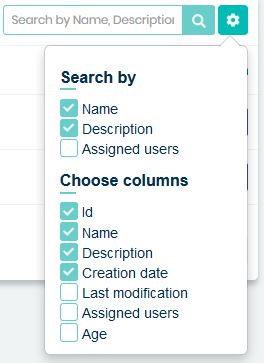 Search by Name, Description
Search by
Name
Description
Assigned users
Choose columns
Id
Name
Description
Creation date
Last modification
Assigned users
Age